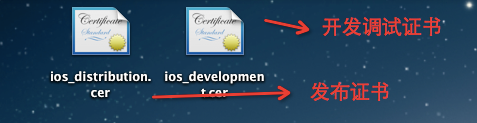 Certificate
Standard
Certificate
Standard
开发调试证书
ios_distribution.
cer
ios_developmen
t.cer
发布证书